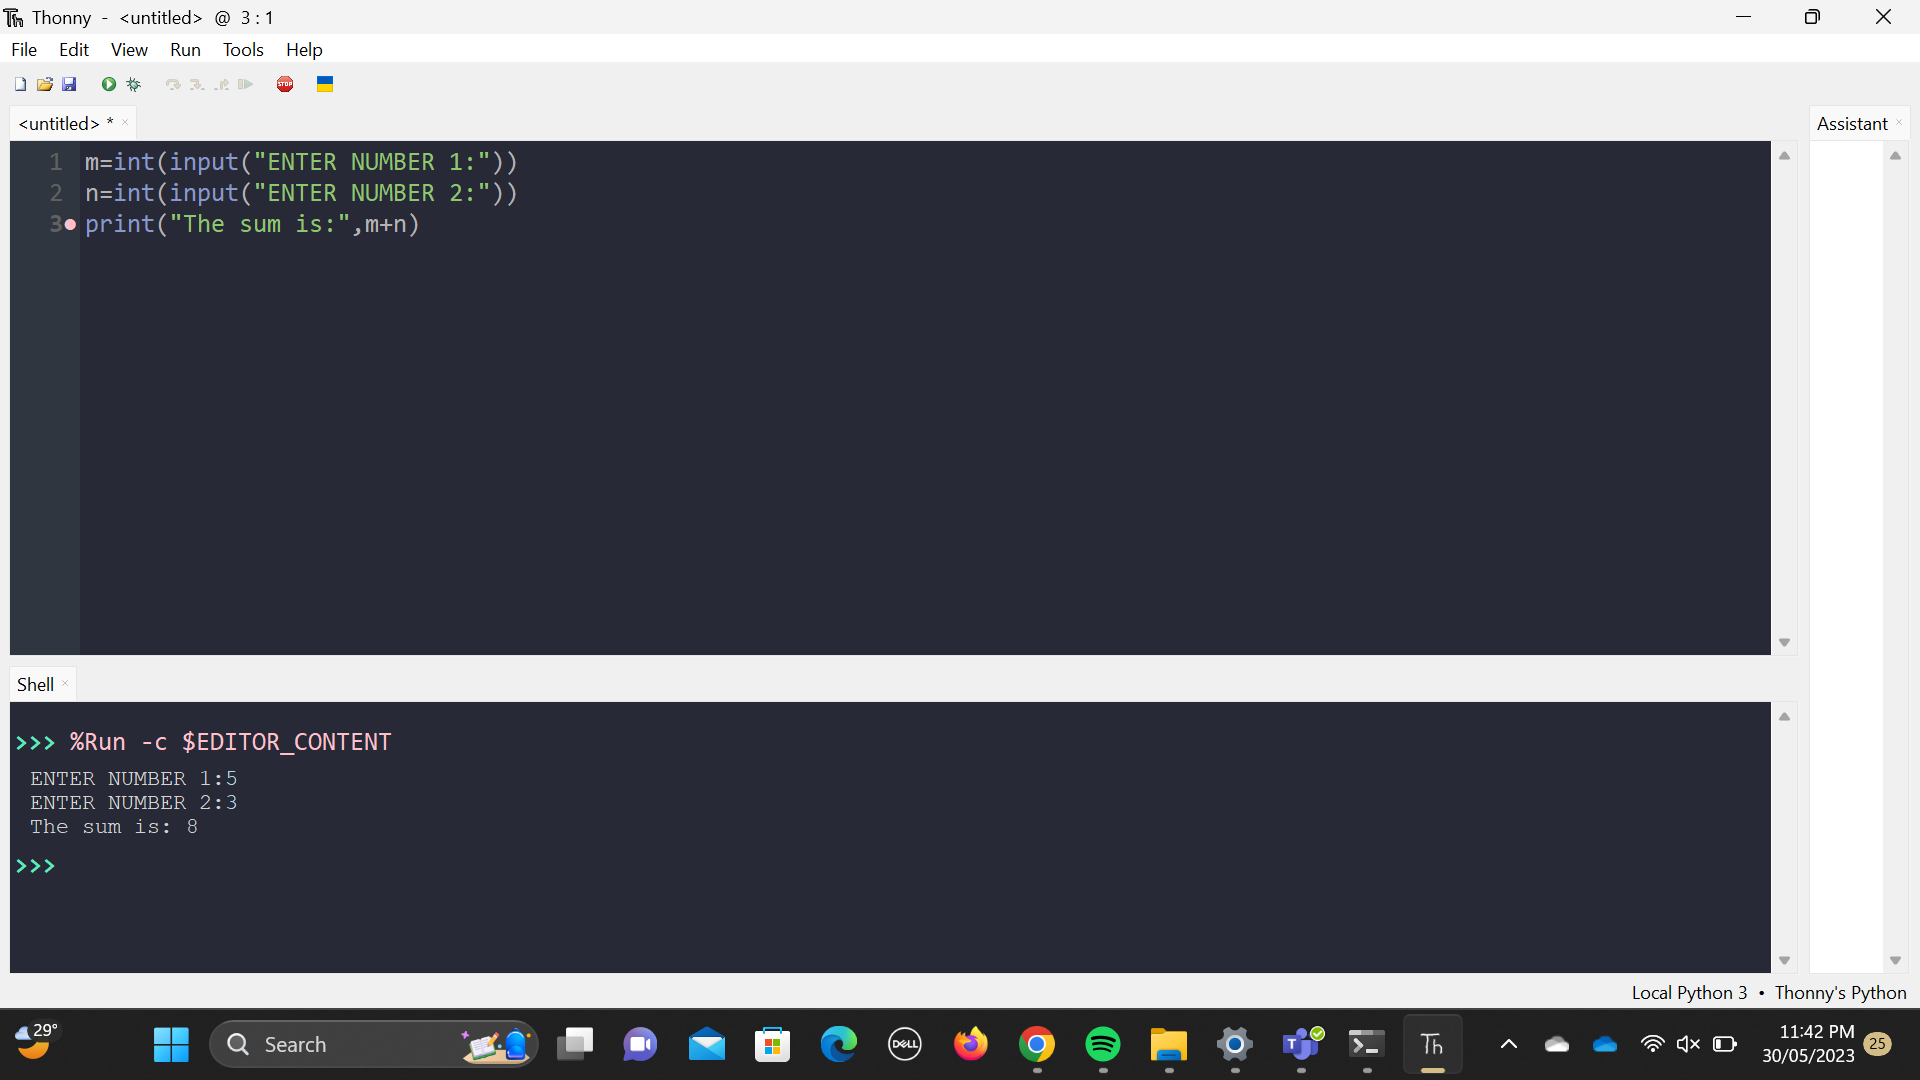 Thonny - <untitled> @ 3 : 1
File Edit View Run Tools Help
STOP
<untitled> *
Assistant
1 m=int(input("ENTER NUMBER 1:"))
2 n=int(input("ENTER NUMBER 2:"))
3 print("The sum is:",m+n)
Shell
>>> %Run -c $EDITOR_CONTENT
ENTER NUMBER 1:5
ENTER NUMBER 2:3
The sum is: 8
>>>
Local Python 3 • Thonny's Python
29°
Search
DELL
T
Th
11:42 PM
30/05/2023
25